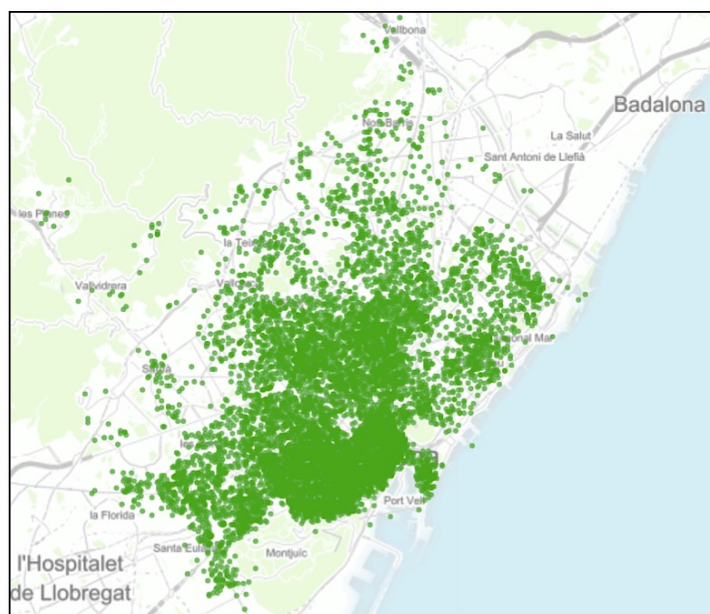 Vallbona
Badalona
Nou Barris
La Salut
Sant Antoni de Llefià
les Planes
la Teixonera
Vallvidrera
Sarrià
Port Vell
la Florida
Santa Eulàlia
Montjuïc
l'Hospitalet
de Llobregat